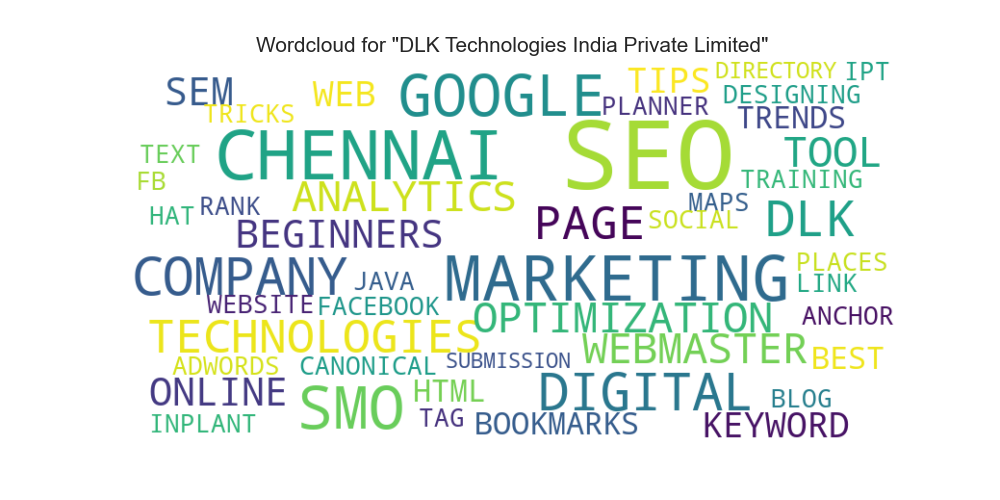 Wordcloud for "DLK Technologies India Private Limited"
SEM WEB GOOGLE TIPS DIRECTORY IPT
TRICKS PLANNER DESIGNING
TRENDS
CHENNAI SEO TOOL
TEXT
FB ANALYTICS TRAINING
HAT RANK MAPS
BEGINNERS PAGE SOCIAL DLK
COMPANY JAVA MARKETING PLACES
LINK
WEBSITE FACEBOOK OPTIMIZATION ANCHOR
TECHNOLOGIES WEBMASTER BEST
ADWORDS CANONICAL SUBMISSION
ONLINE SMO HTML DIGITAL BLOG
INPLANT TAG BOOKMARKS KEYWORD